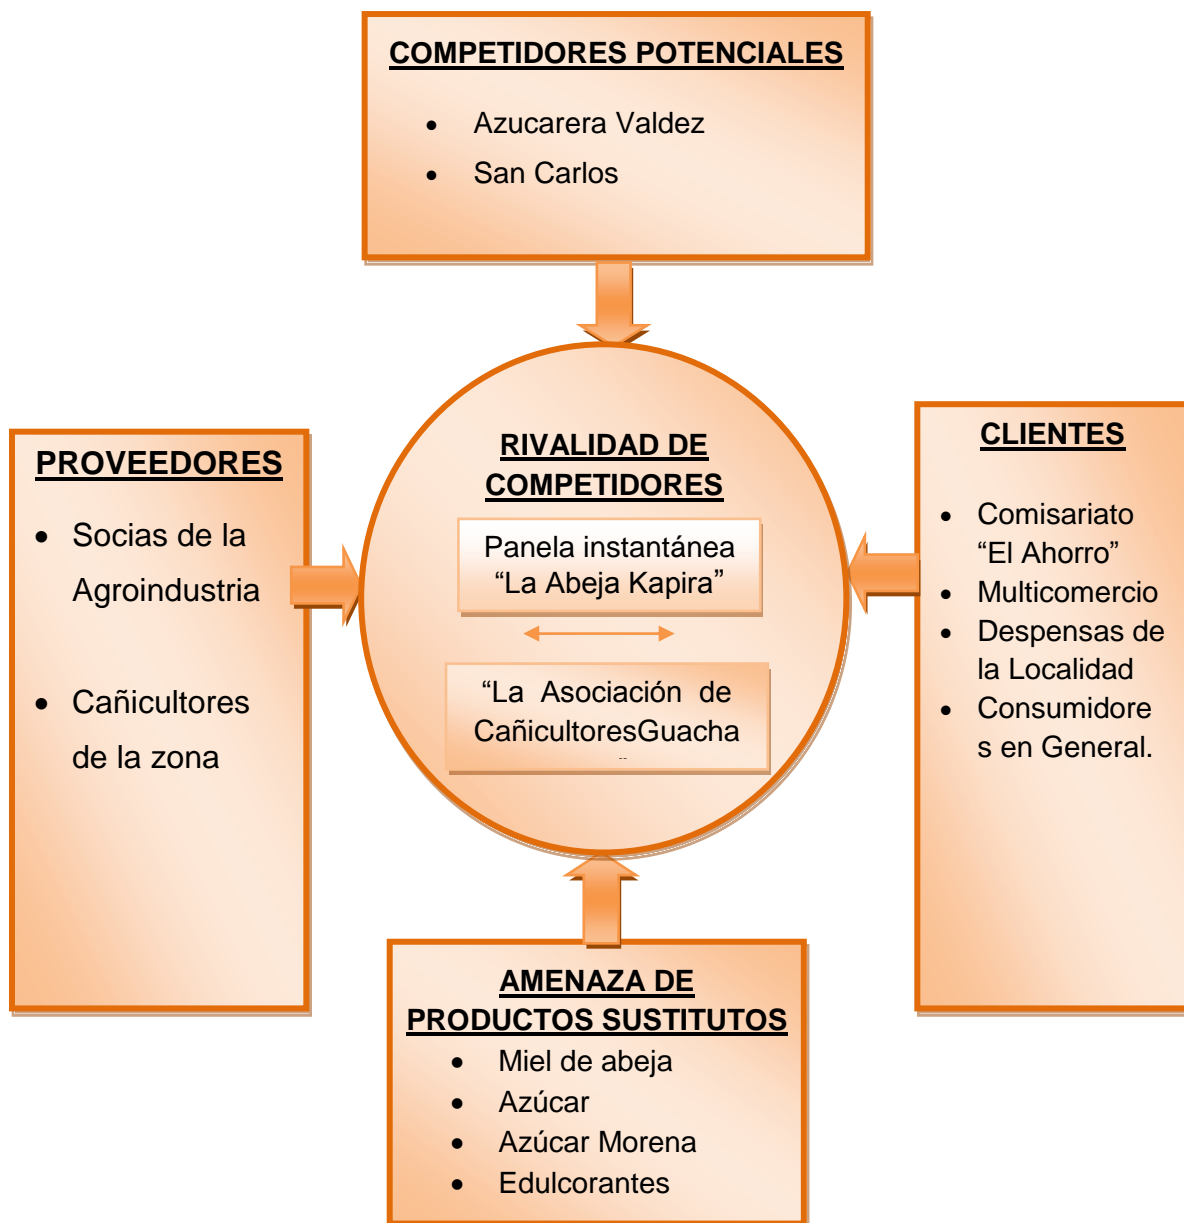 COMPETIDORES POTENCIALES
• Azucarera Valdez
• San Carlos
PROVEEDORES
• Socias de la
Agroindustria
• Cañicultores
de la zona
RIVALIDAD DE
COMPETIDORES
Panela instantánea
“La Abeja Kapira”
“La Asociación de
CañicultoresGuacha
CLIENTES
• Comisariato
“El Ahorro”
• Multicomercio
• Despensas de
la Localidad
• Consumidore
s en General.
AMENAZA DE
PRODUCTOS SUSTITUTOS
• Miel de abeja
• Azúcar
• Azúcar Morena
• Edulcorantes